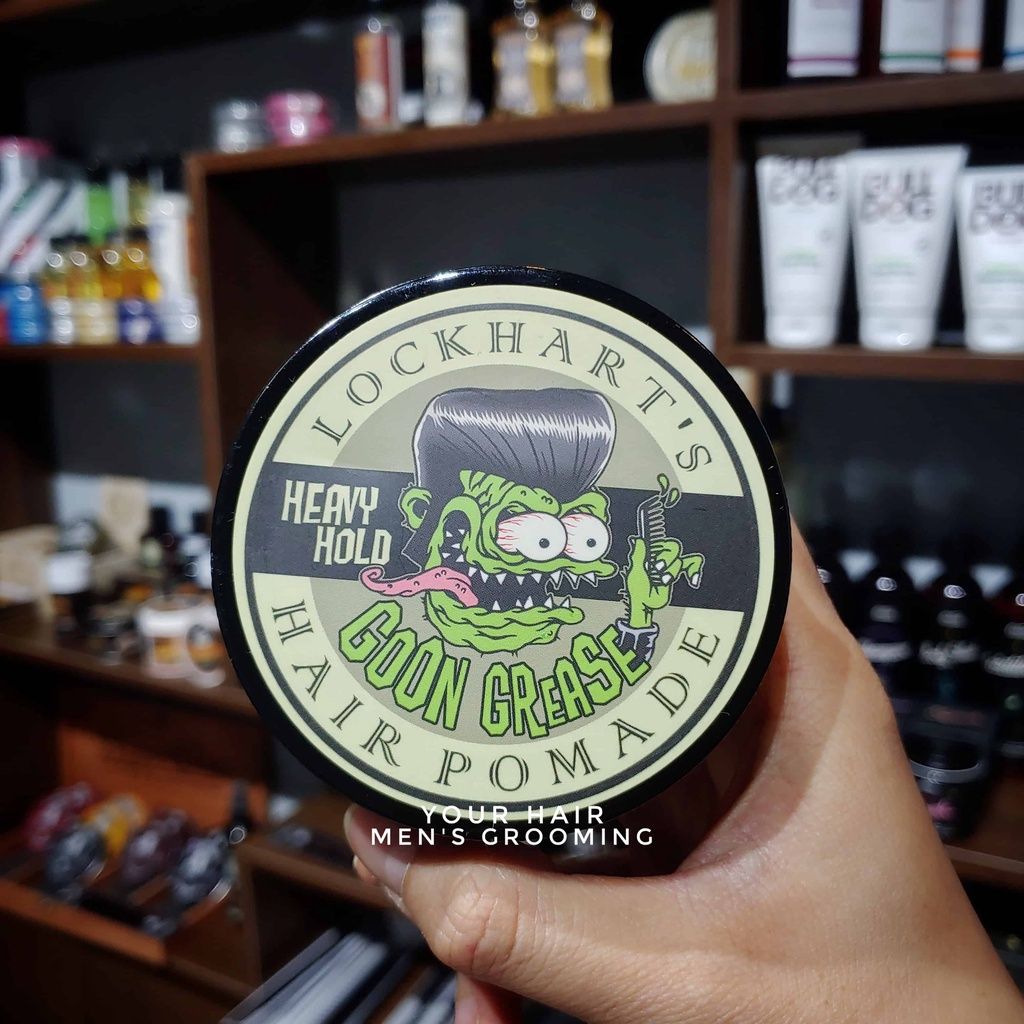 LOCKHART'S
HEAVY
HOLD
GOON GREASE
HAIR POMADE
YOUR HAIR
MEN'S GROOMING
BULL
DOG
BULL
DOG
BULL
DOG